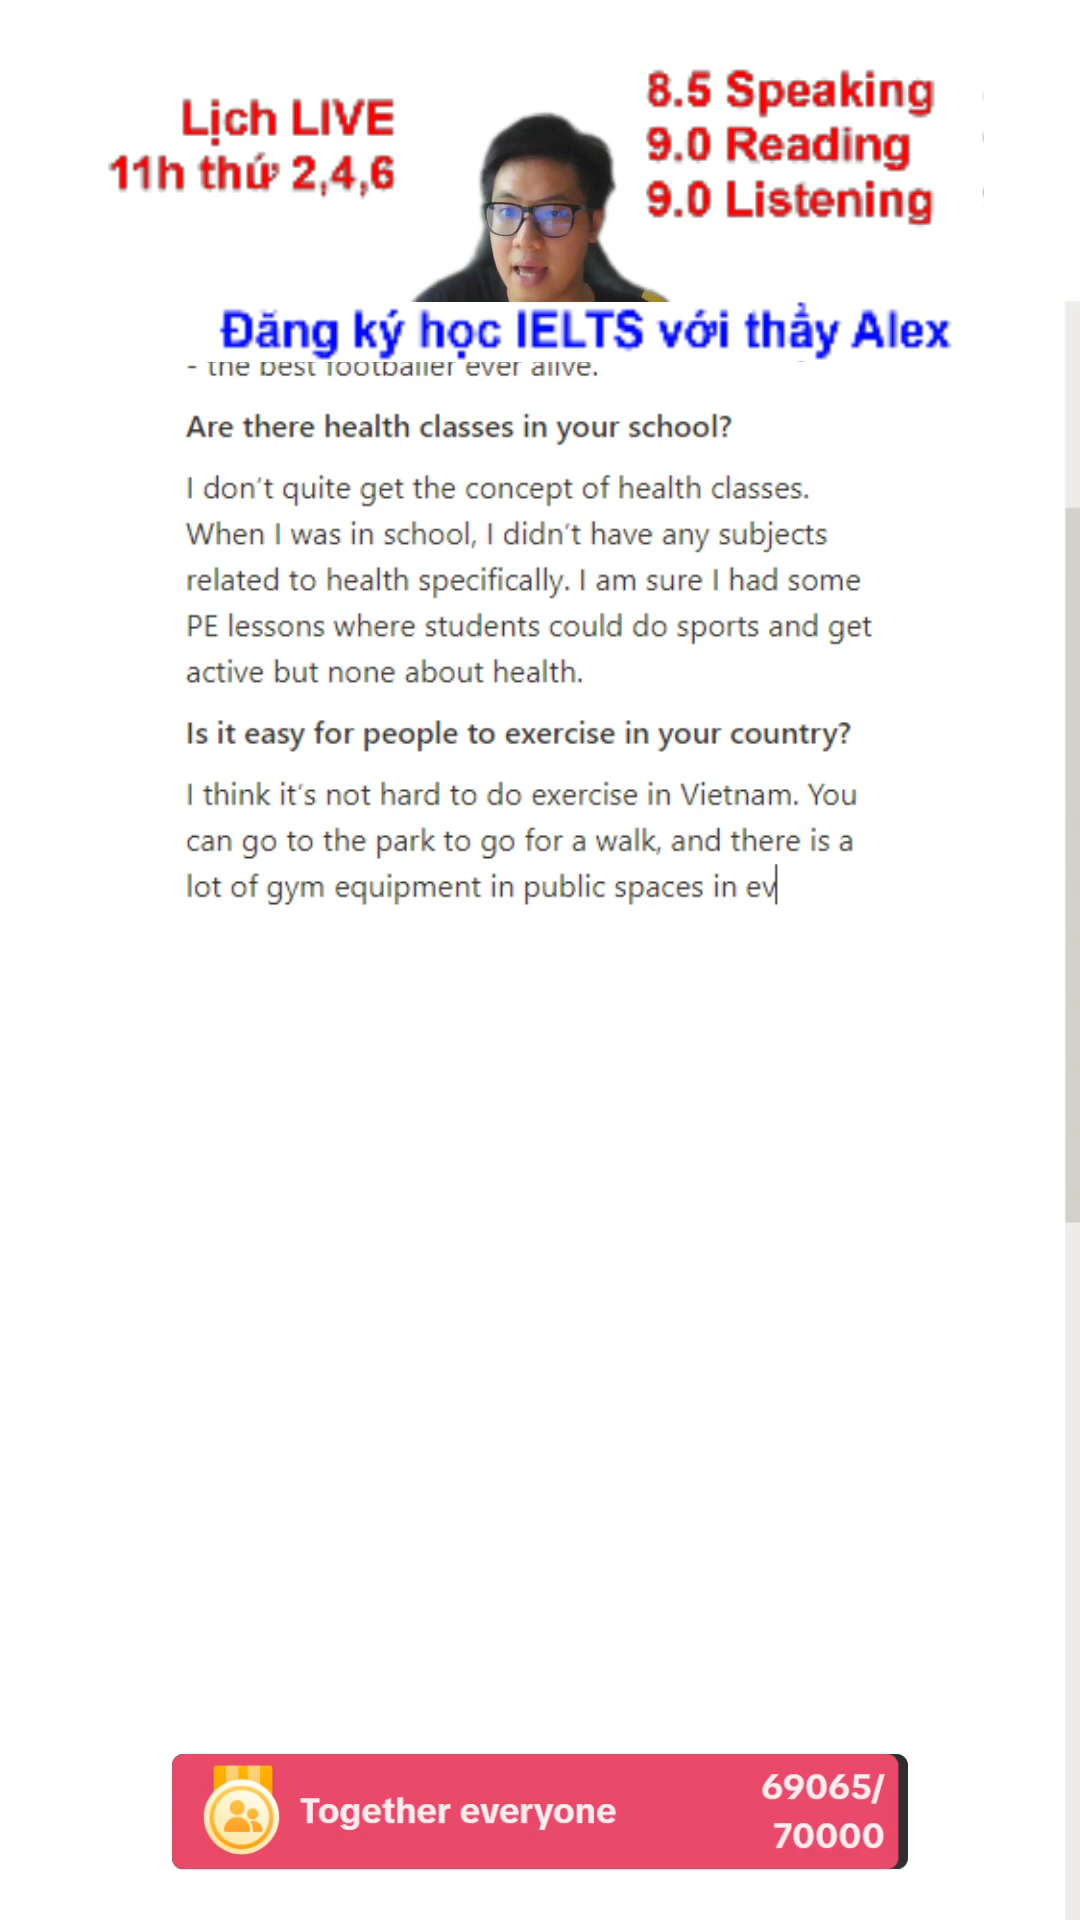 Lịch LIVE
11h thứ 2,4,6
8.5 Speaking
9.0 Reading
9.0 Listening
Đăng ký học IELTS với thầy Alex
- the best footballer ever alive.
Are there health classes in your school?
I don't quite get the concept of health classes.
When I was in school, I didn't have any subjects
related to health specifically. I am sure I had some
PE lessons where students could do sports and get
active but none about health.
Is it easy for people to exercise in your country?
I think it's not hard to do exercise in Vietnam. You
can go to the park to go for a walk, and there is a
lot of gym equipment in public spaces in ev
Together everyone
69065/
70000